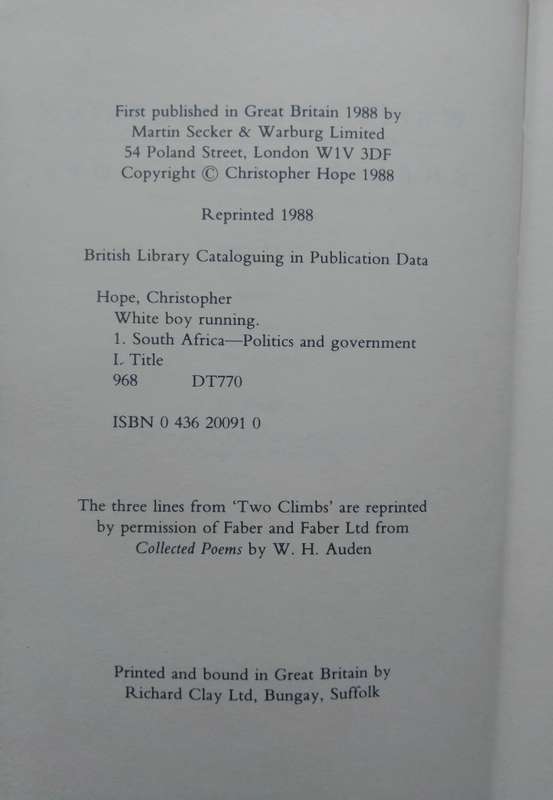 First published in Great Britain 1988 by
Martin Secker & Warburg Limited
54 Poland Street, London W1V 3DF
Copyright © Christopher Hope 1988
Reprinted 1988
British Library Cataloguing in Publication Data
Hope, Christopher
White boy running.
1. South Africa—Politics and government
I. Title
968 DT770
ISBN 0 436 20091 0
The three lines from ‘Two Climbs’ are reprinted
by permission of Faber and Faber Ltd from
Collected Poems by W. H. Auden
Printed and bound in Great Britain by
Richard Clay Ltd, Bungay, Suffolk